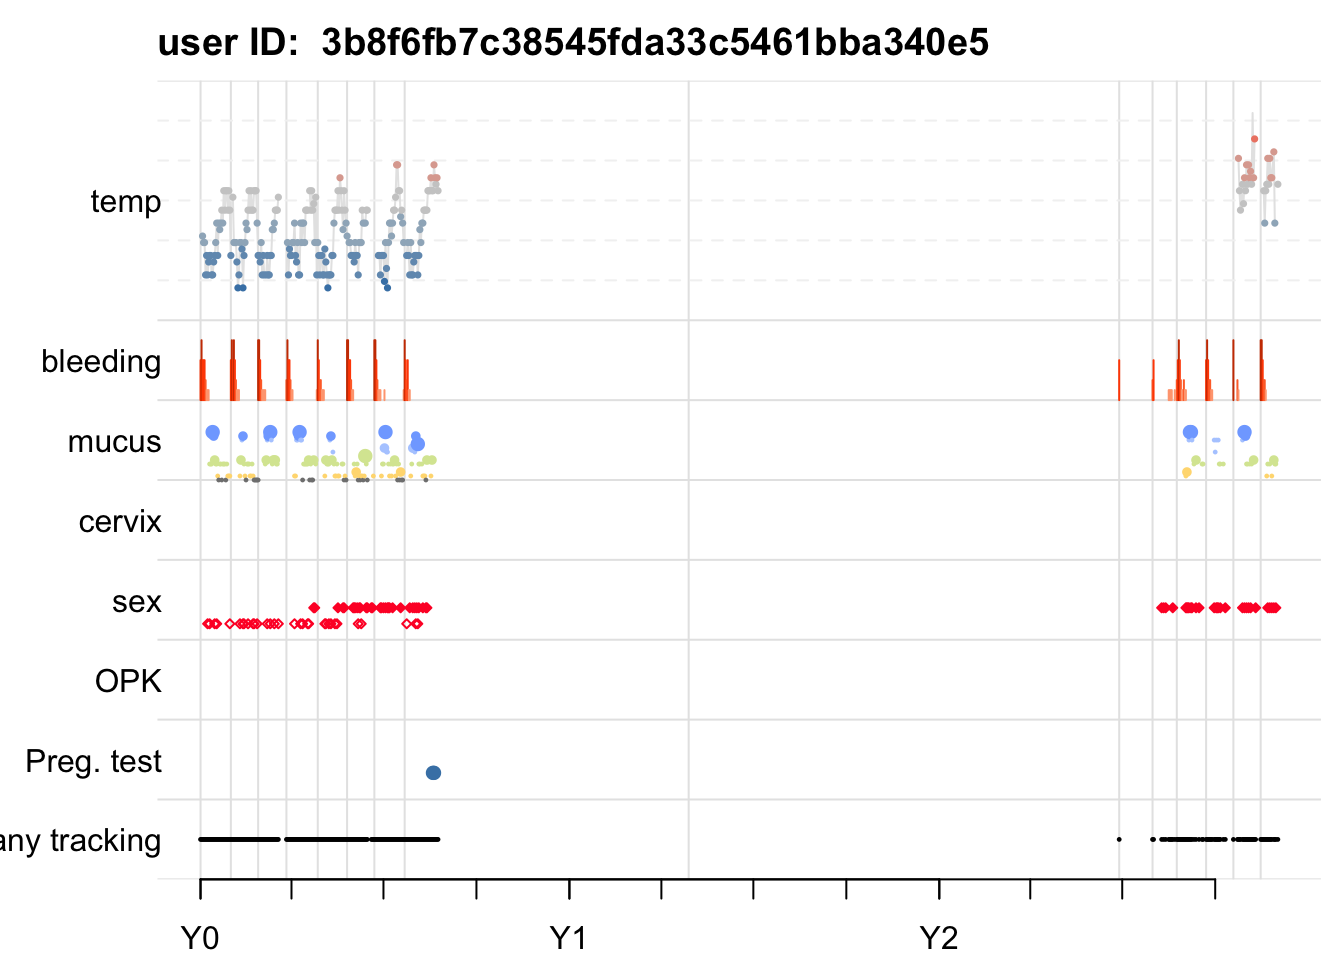 user ID:  3b8f6fb7c38545fda33c5461bba340e5
temp
bleeding
mucus
cervix
sex
OPK
Preg. test
any tracking
Y0 Y1 Y2